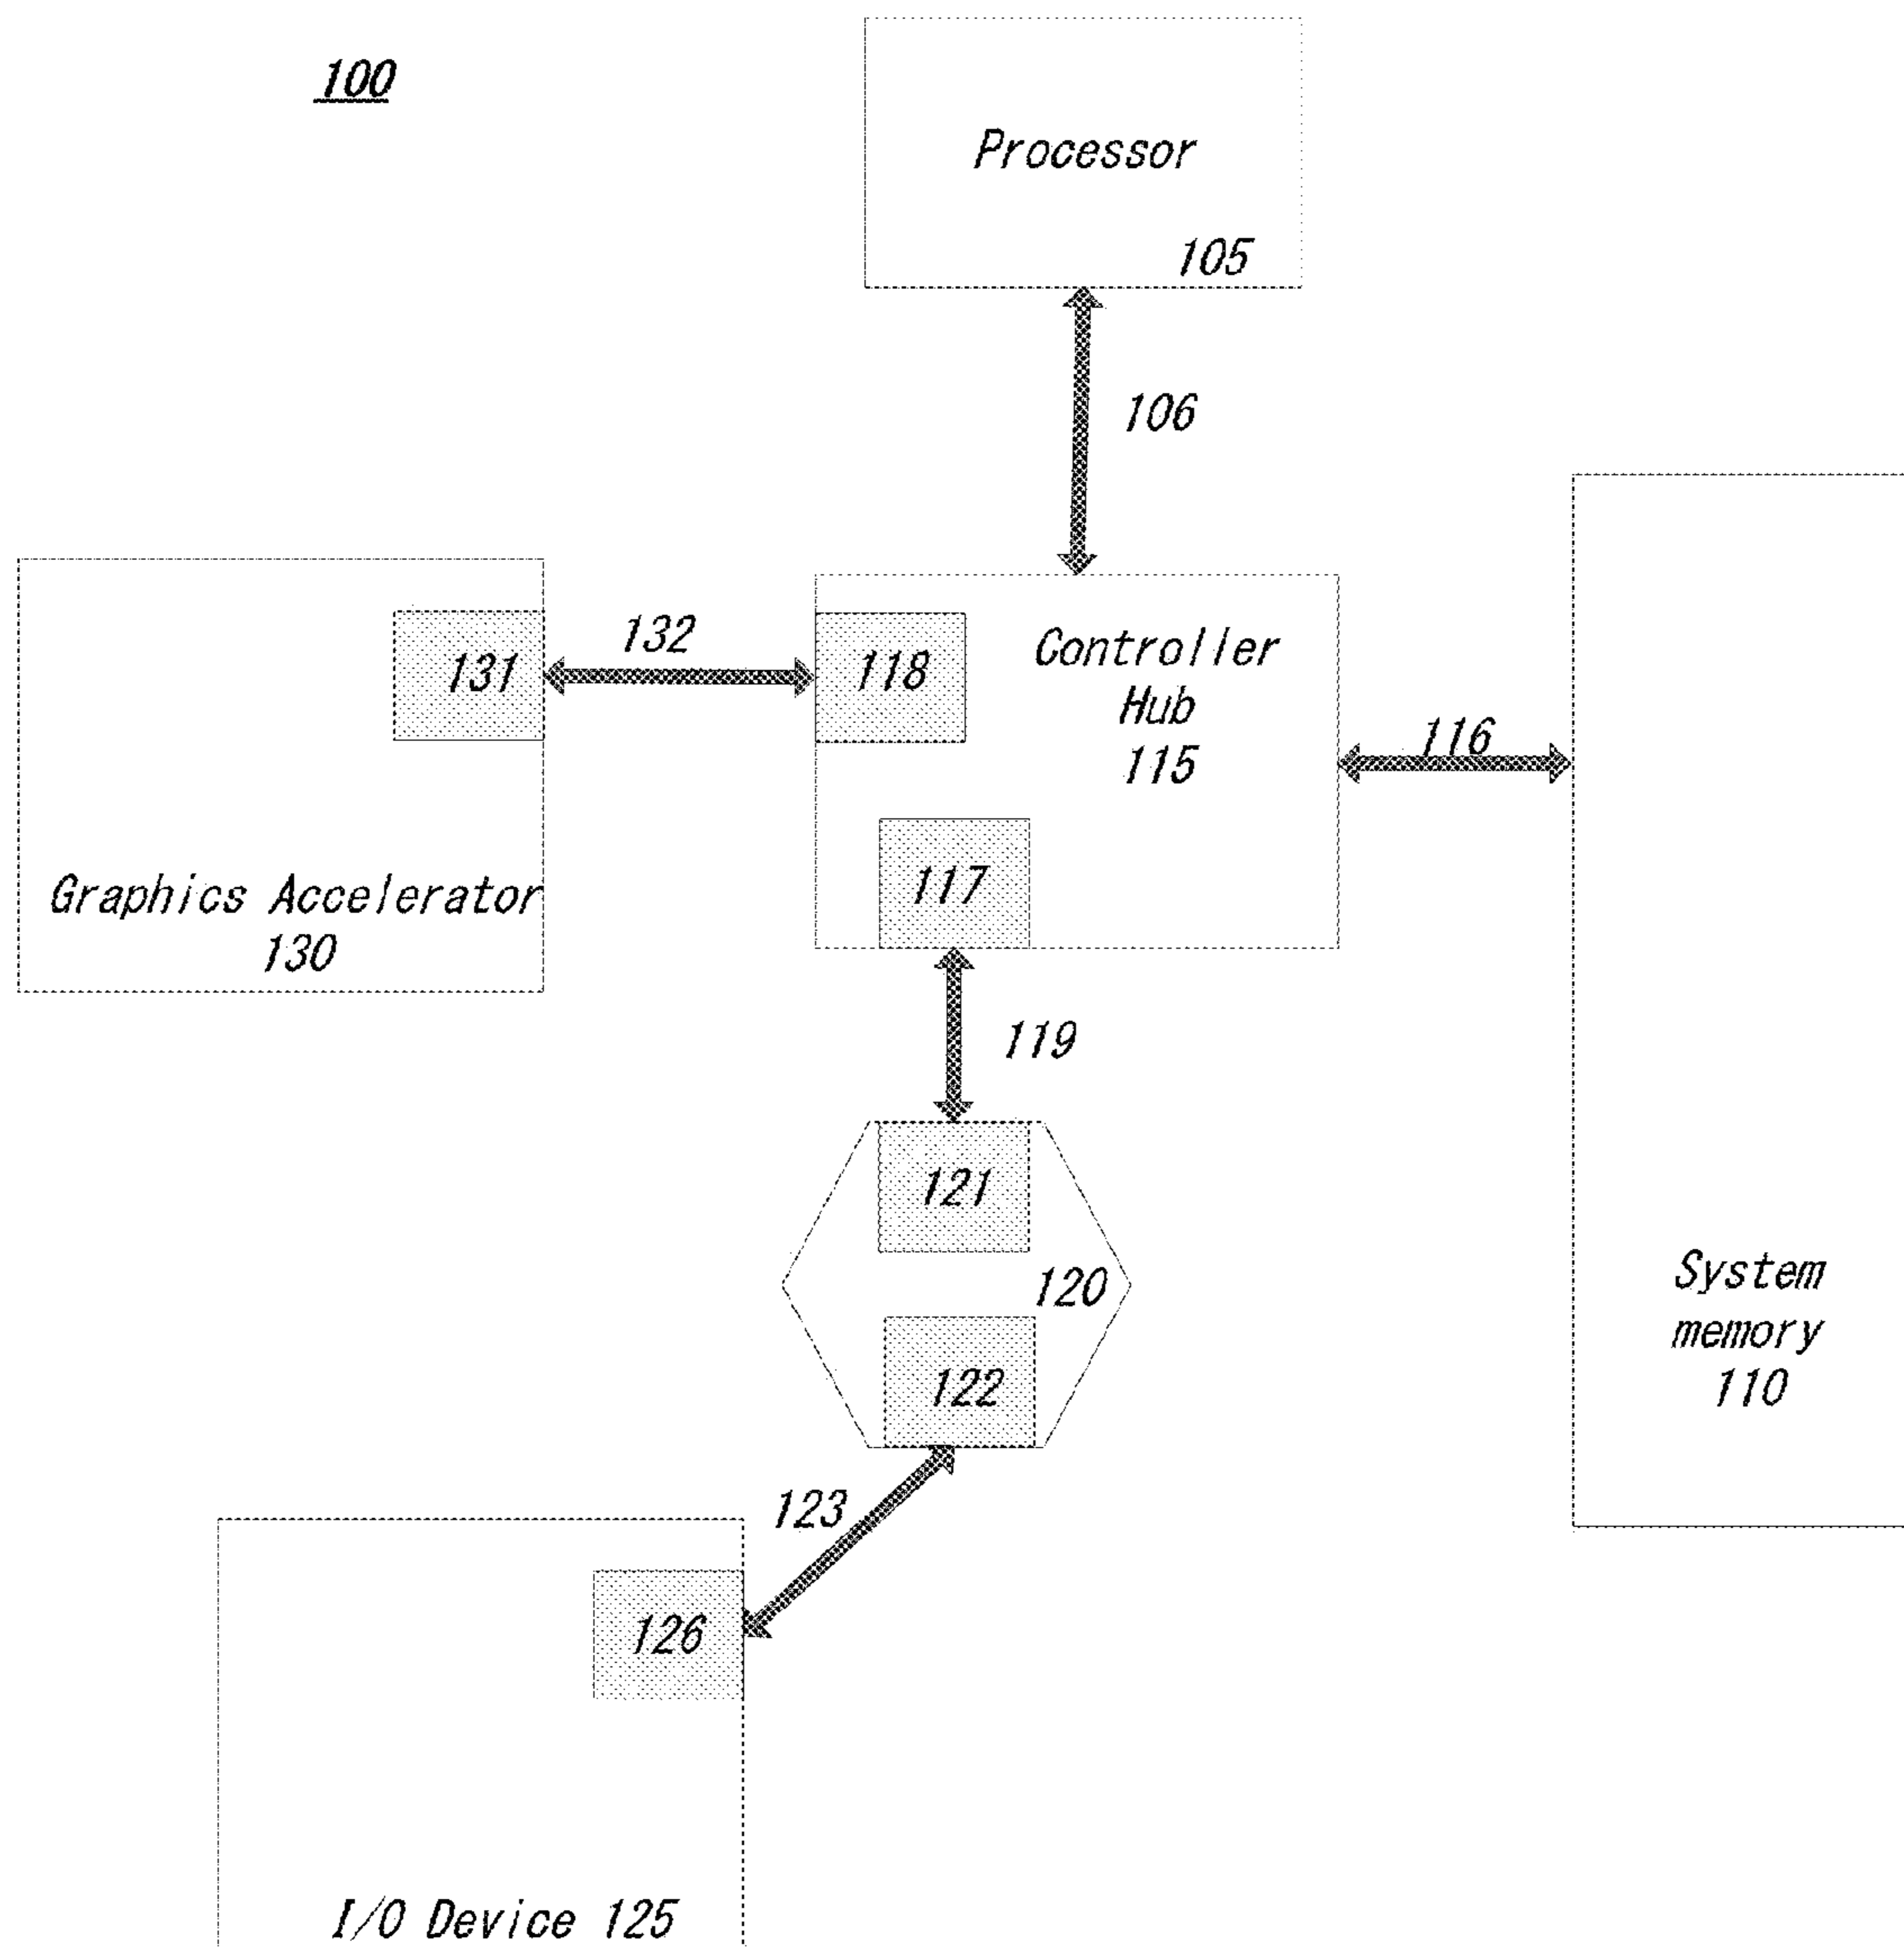 100
Processor
105
106
132
131
118
Controller
Hub
115
116
117
Graphics Accelerator
130
119
121
120
122
System
memory
110
123
126
I/O Device 125